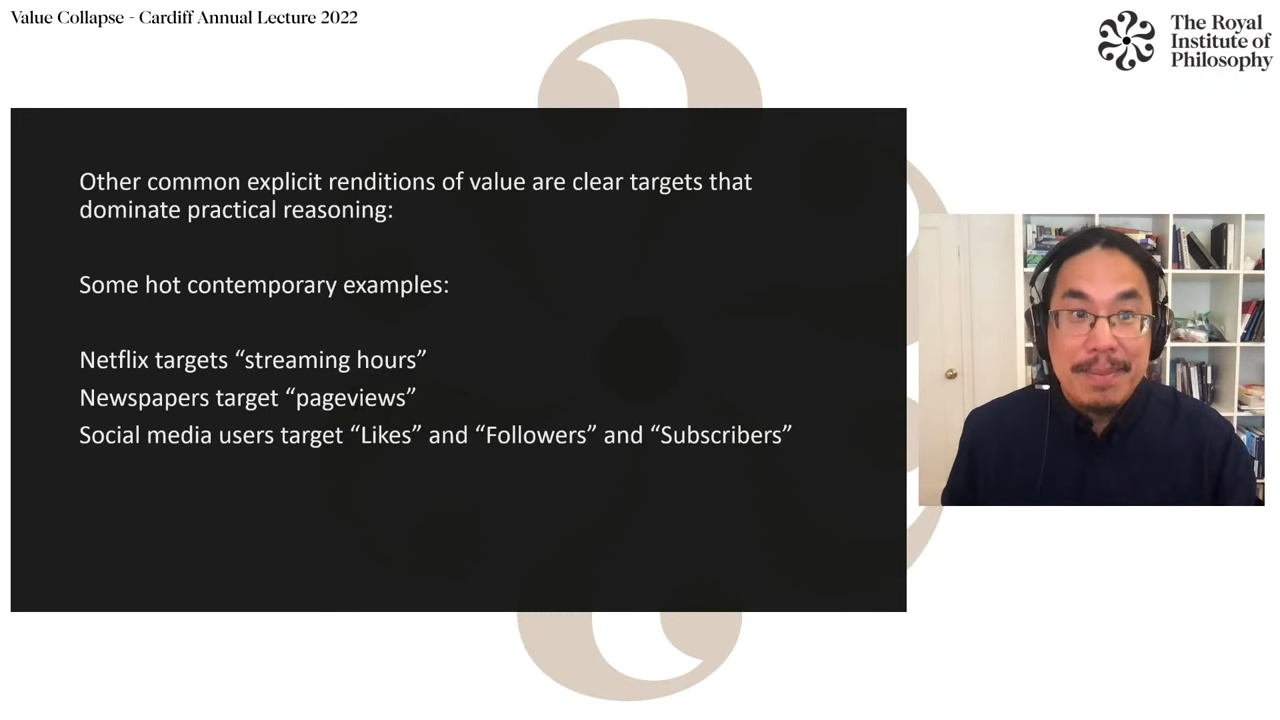 Value Collapse - Cardiff Annual Lecture 2022
The Royal
Institute of
Philosophy
Other common explicit renditions of value are clear targets that
dominate practical reasoning:
Some hot contemporary examples:
Netflix targets “streaming hours”
Newspapers target “pageviews”
Social media users target “Likes” and “Followers” and “Subscribers”